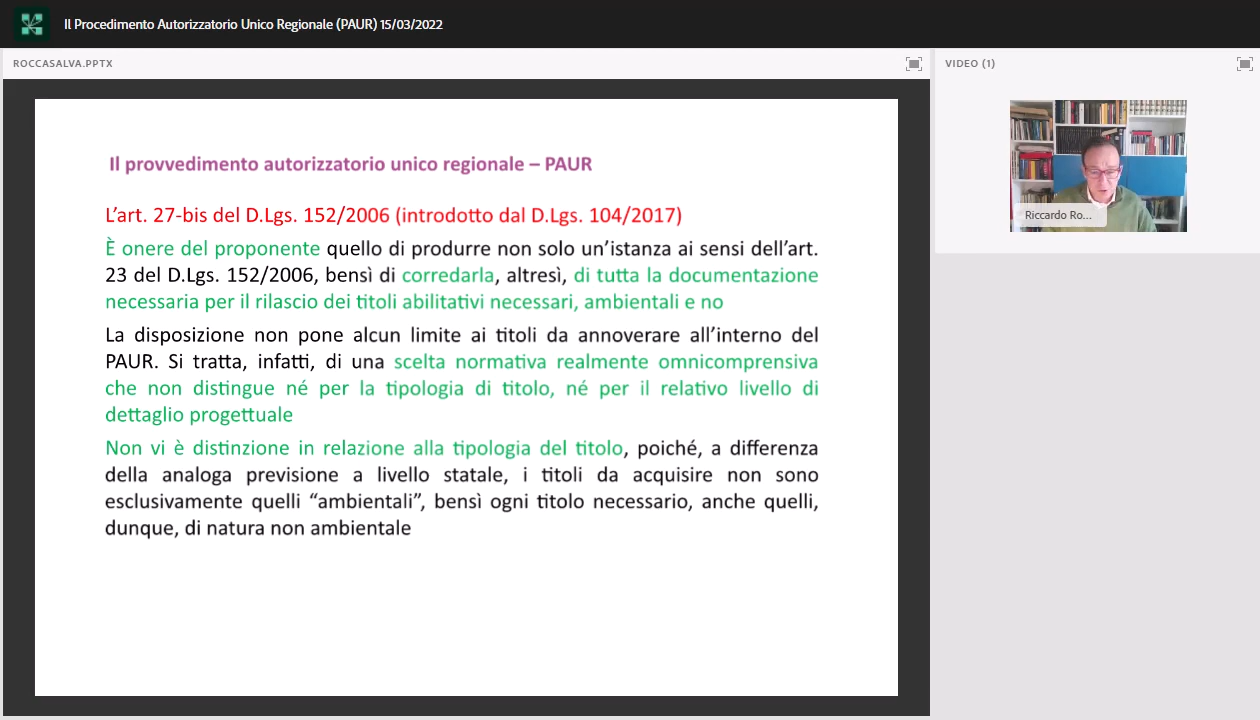 Il Procedimento Autorizzatorio Unico Regionale (PAUR) 15/03/2022
ROCCASALVA.PPTX
VIDEO (1)
Il provvedimento autorizzatorio unico regionale – PAUR
L’art. 27-bis del D.Lgs. 152/2006 (introdotto dal D.Lgs. 104/2017)
È onere del proponente quello di produrre non solo un’istanza ai sensi dell’art.
23 del D.Lgs. 152/2006, bensì di corredarla, altresì, di tutta la documentazione
necessaria per il rilascio dei titoli abilitativi necessari, ambientali e no
La disposizione non pone alcun limite ai titoli da annoverare all’interno del
PAUR. Si tratta, infatti, di una scelta normativa realmente omnicomprensiva
che non distingue né per la tipologia di titolo, né per il relativo livello di
dettaglio progettuale
Non vi è distinzione in relazione alla tipologia del titolo, poiché, a differenza
della analoga previsione a livello statale, i titoli da acquisire non sono
esclusivamente quelli “ambientali”, bensì ogni titolo necessario, anche quelli,
dunque, di natura non ambientale
Riccardo Ro...